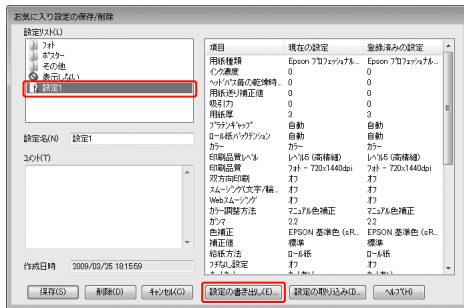 お気に入り設定の保存/削除
設定リスト(L)
フォト
ポスター
その他
表示しない
設定1
設定名(N) 設定1
コメント(T)
作成日時 2009/03/25 18:15:59
項目 現在の設定 登録済みの設定
用紙種類 Epson プロフェッショナル... Epson プロフェッショナル...
インク濃度 0 0
ヘッドパス毎の乾燥時... 0 0
用紙送り補正値 0 0
吸引力 0 0
用紙厚 3 3
プラテンギャップ 自動 自動
ロール紙バックテンション 自動 自動
カラー カラー カラー
印刷品質レベル レベル5 (高精細) レベル5 (高精細)
印刷品質 フォト - 720x1440dpi フォト - 720x1440dpi
双方向印刷 オフ オフ
スムージング(文字/輪... オフ オフ
Webスムージング オフ オフ
カラー調整方法 マニュアル色補正 マニュアル色補正
ガンマ 2.2 2.2
色補正 EPSON 基準色 (sR... EPSON 基準色 (sR...
補正値 標準 標準
給紙方法 ロール紙 ロール紙
フチなし設定 オフ オフ
保存(S) 削除(D) キャンセル(C) 設定の書き出し(E)... 設定の取り込み(I)... ヘルプ(H)